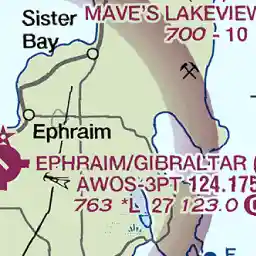 Sister
Bay
MAVE'S LAKEVIEW
700 - 10
Ephraim
EPHRAIM/GIBRALTAR (
AWOS-3PT 124.175
763 *L 27 123.0 C